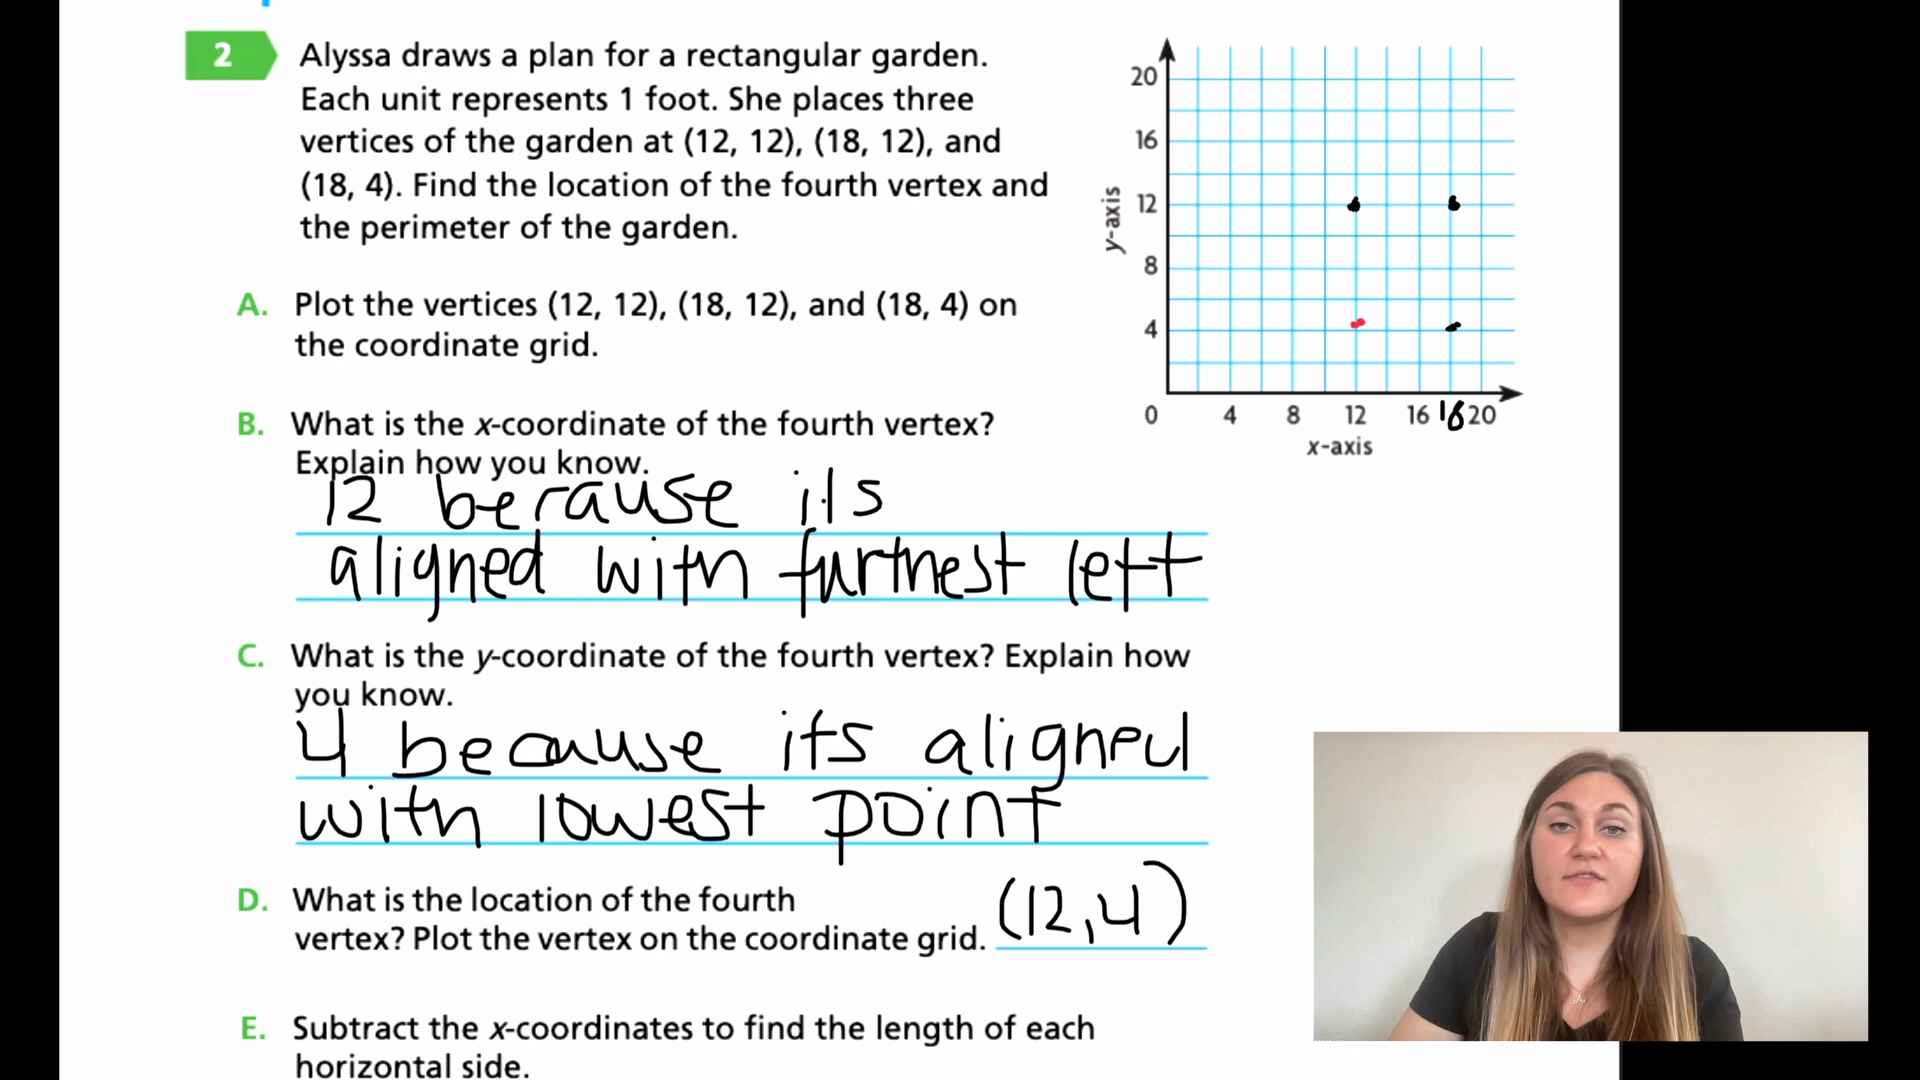 2 Alyssa draws a plan for a rectangular garden.
Each unit represents 1 foot. She places three
vertices of the garden at (12, 12), (18, 12), and
(18, 4). Find the location of the fourth vertex and
the perimeter of the garden.
A. Plot the vertices (12, 12), (18, 12), and (18, 4) on
the coordinate grid.
B. What is the x-coordinate of the fourth vertex?
Explain how you know.
12 because its
aligned with furthest left
C. What is the y-coordinate of the fourth vertex? Explain how
you know.
4 because its aligned
with lowest point
D. What is the location of the fourth
vertex? Plot the vertex on the coordinate grid. (12,4)
E. Subtract the x-coordinates to find the length of each
horizontal side.
20
16
12
8
4
y-axis
0 4 8 12 16 18 20
x-axis